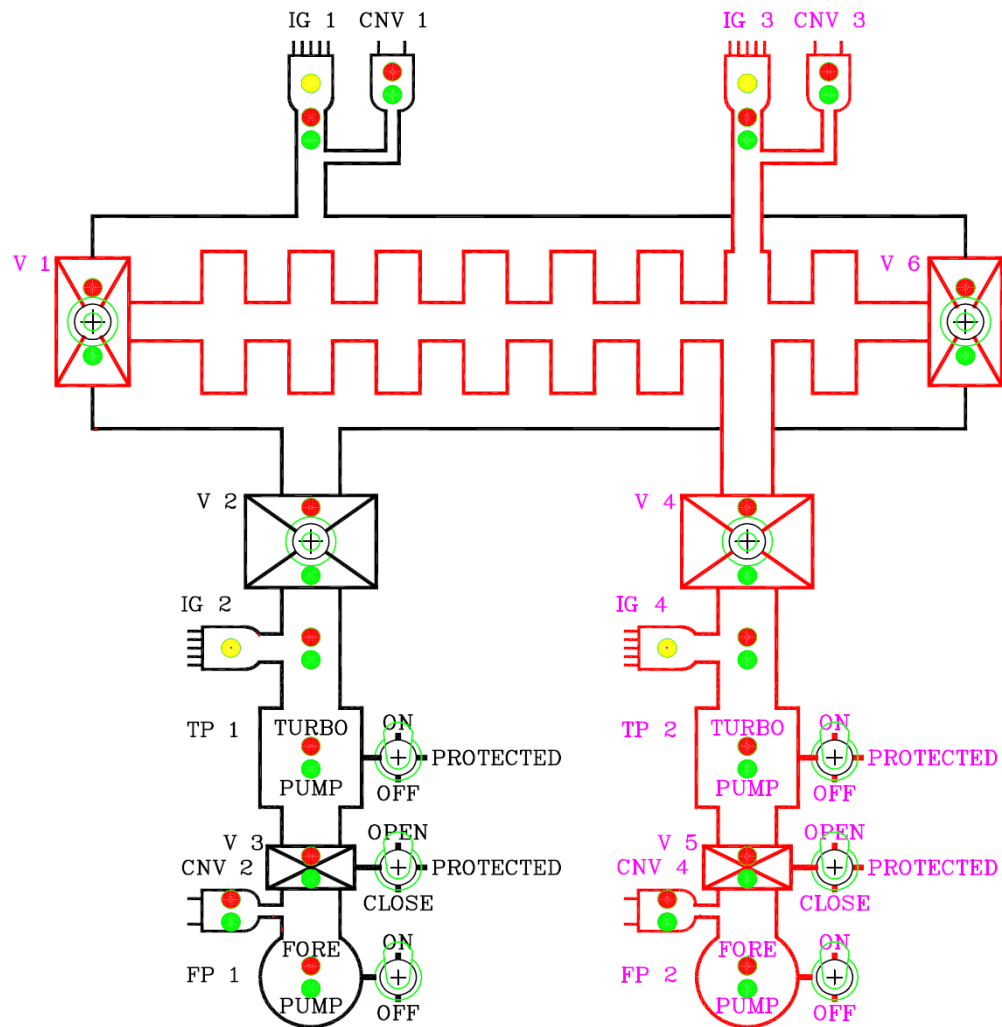 IG 1 CNV 1 IG 3 CNV 3
V 1 V 6
V 2 V 4
IG 2 IG 4
TP 1 TURBO ON TP 2 TURBO ON
PROTECTED PROTECTED
PUMP OFF PUMP OFF
V 3 OPEN V 5 OPEN
CNV 2 PROTECTED CNV 4 PROTECTED
CLOSE CLOSE
FORE ON FORE ON
FP 1 FP 2
PUMP OFF PUMP OFF